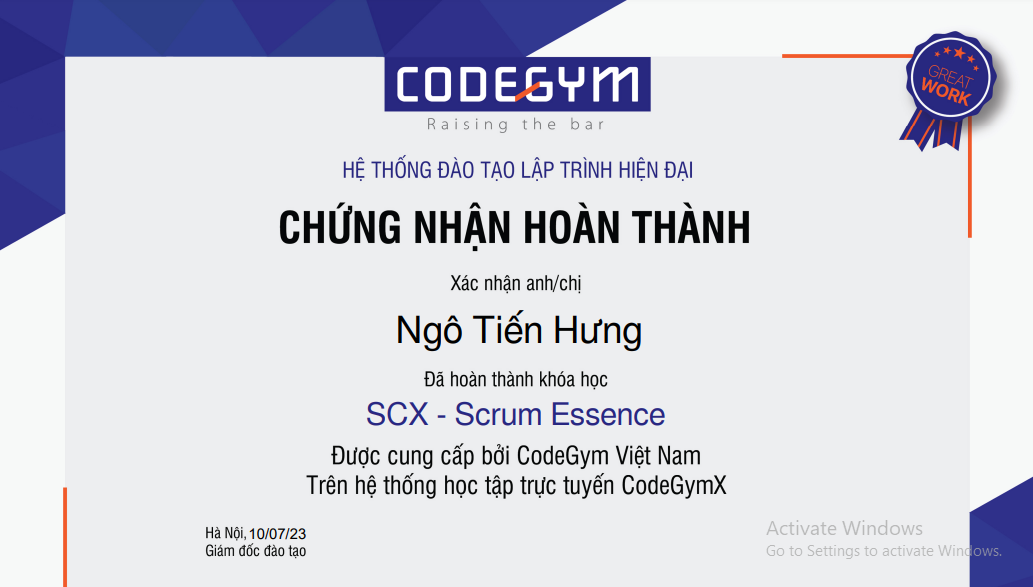 CODEGYM
Raising the bar
GREAT
WORK
HỆ THỐNG ĐÀO TẠO LẬP TRÌNH HIỆN ĐẠI
CHỨNG NHẬN HOÀN THÀNH
Xác nhận anh/chị
Ngô Tiến Hưng
Đã hoàn thành khóa học
SCX - Scrum Essence
Được cung cấp bởi CodeGym Việt Nam
Trên hệ thống học tập trực tuyến CodeGymX
Hà Nội, 10/07/23
Giám đốc đào tạo
Activate Windows
Go to Settings to activate Windows.